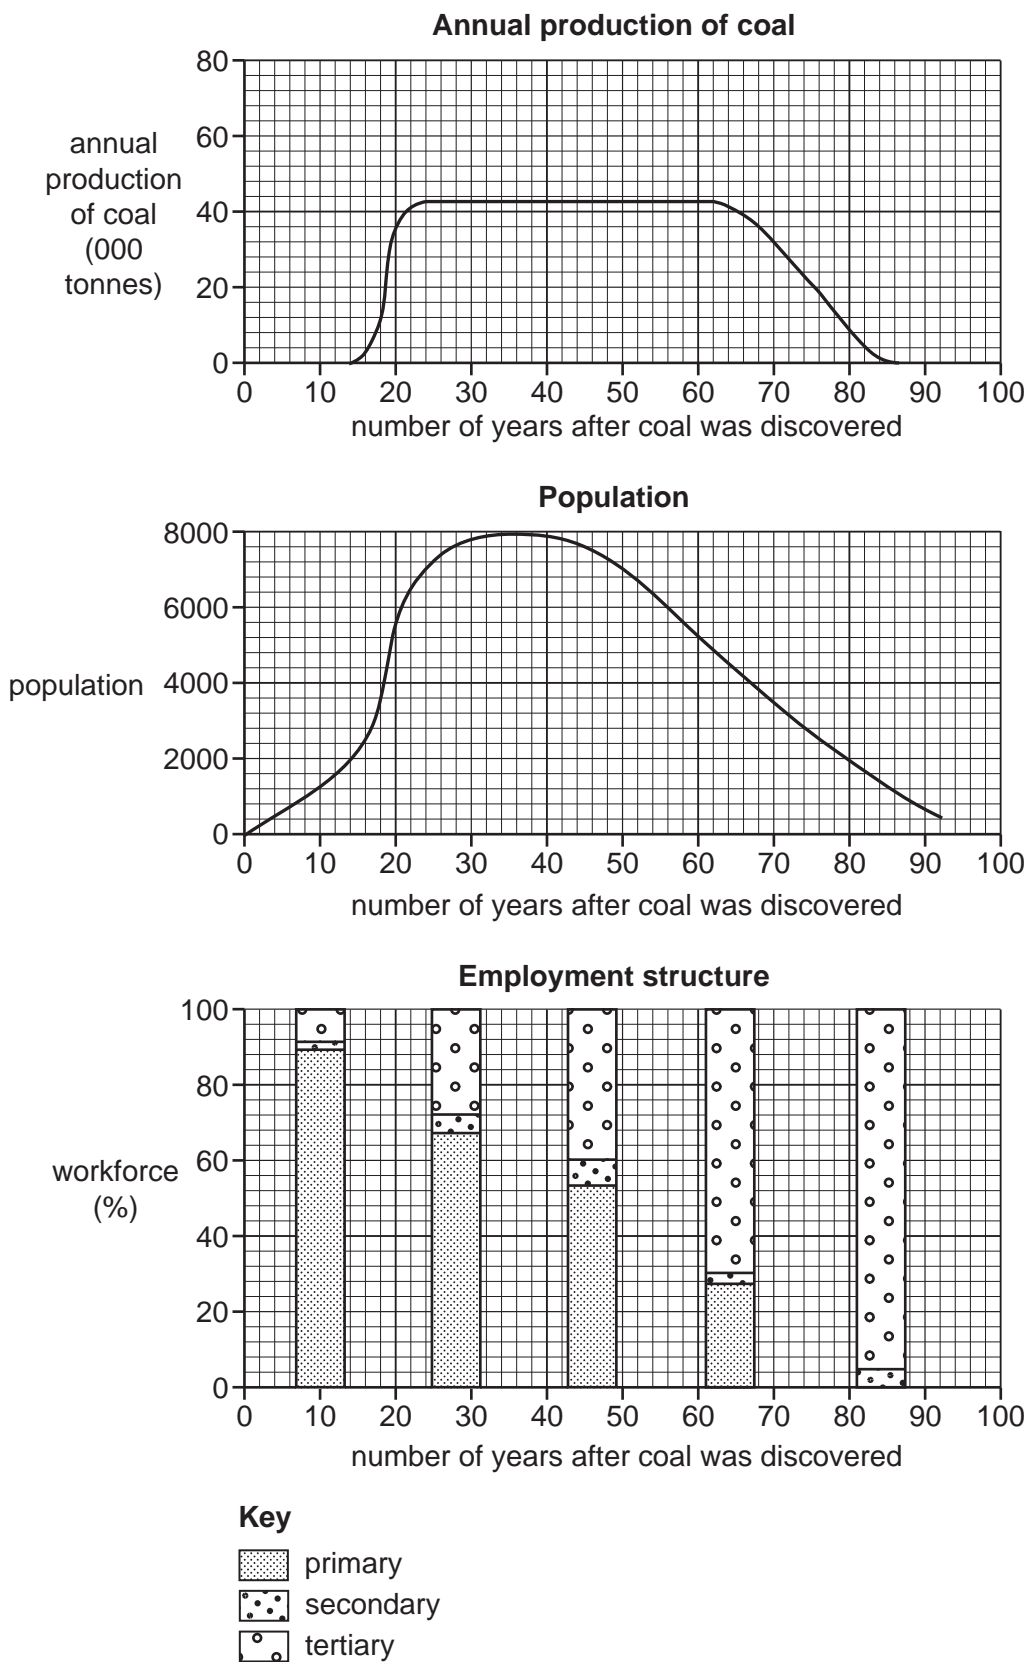 Annual production of coal
80
60
40
20
0
annual
production
of coal
(000
tonnes)
0 10 20 30 40 50 60 70 80 90 100
number of years after coal was discovered
Population
8000
6000
population 4000
2000
0
0 10 20 30 40 50 60 70 80 90 100
number of years after coal was discovered
Employment structure
100
80
60
40
20
0
workforce
(%)
0 10 20 30 40 50 60 70 80 90 100
number of years after coal was discovered
Key
primary
secondary
tertiary